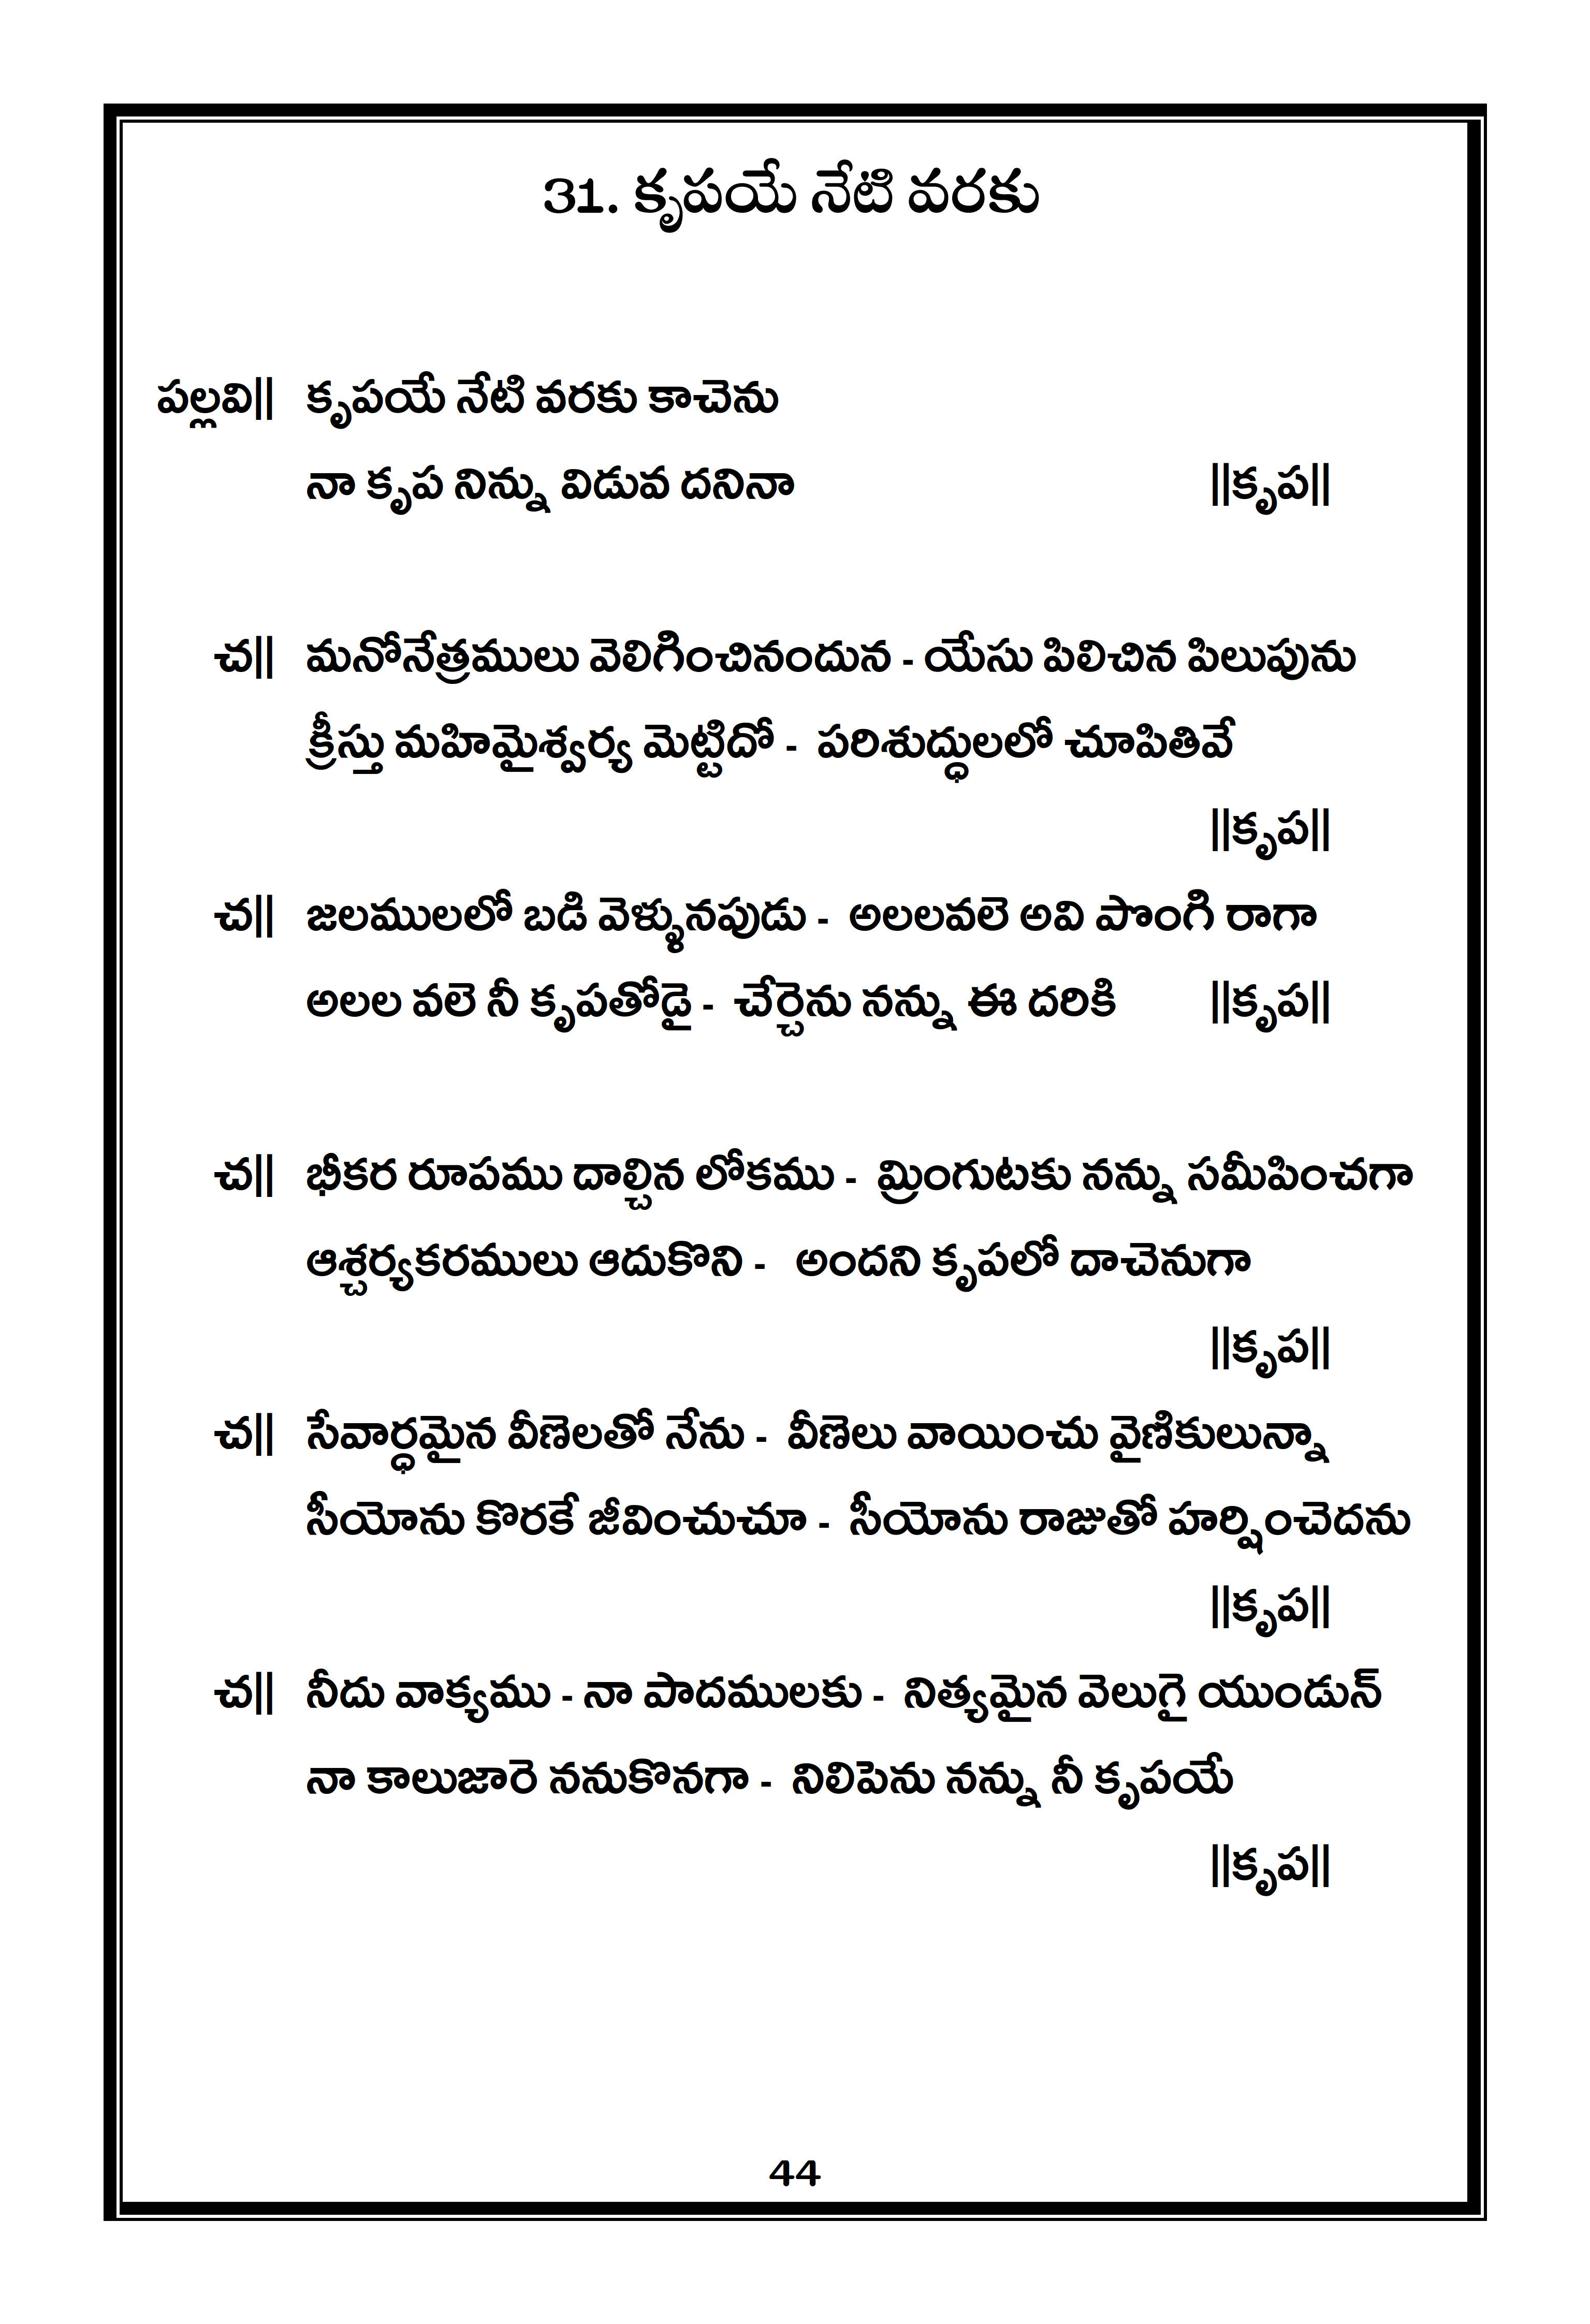 31. కృపయే నేటి వరకు
పల్లవి|| కృపయే నేటి వరకు కాచెను
నా కృప నిన్ను విడువ దనినా ||కృప||
చ|| మనోనేత్రములు వెలిగించినందున - యేసు పిలిచిన పిలుపును
క్రీస్తు మహిమైశ్వర్య మెట్టిదో - పరిశుద్ధులలో చూపితివే
||కృప||
చ|| జలములలో బడి వెళ్ళునపుడు - అలలవలె అవి పొంగి రాగా
అలల వలె నీ కృపతోడై - చేర్చెను నన్ను ఈ దరికి ||కృప||
చ|| భీకర రూపము దాల్చిన లోకము - మ్రింగుటకు నన్ను సమీపించగా
ఆశ్చర్యకరములు ఆదుకొని - అందని కృపలో దాచెనుగా
||కృప||
చ|| సేవార్ధమైన వీణెలతో నేను - వీణెలు వాయించు వైణికులున్నా
సీయోను కొరకే జీవించుచూ - సీయోను రాజుతో హర్షించెదను
||కృప||
చ|| నీదు వాక్యము - నా పాదములకు - నిత్యమైన వెలుగై యుండున్
నా కాలుజారె ననుకొనగా - నిలిపెను నన్ను నీ కృపయే
||కృప||
44